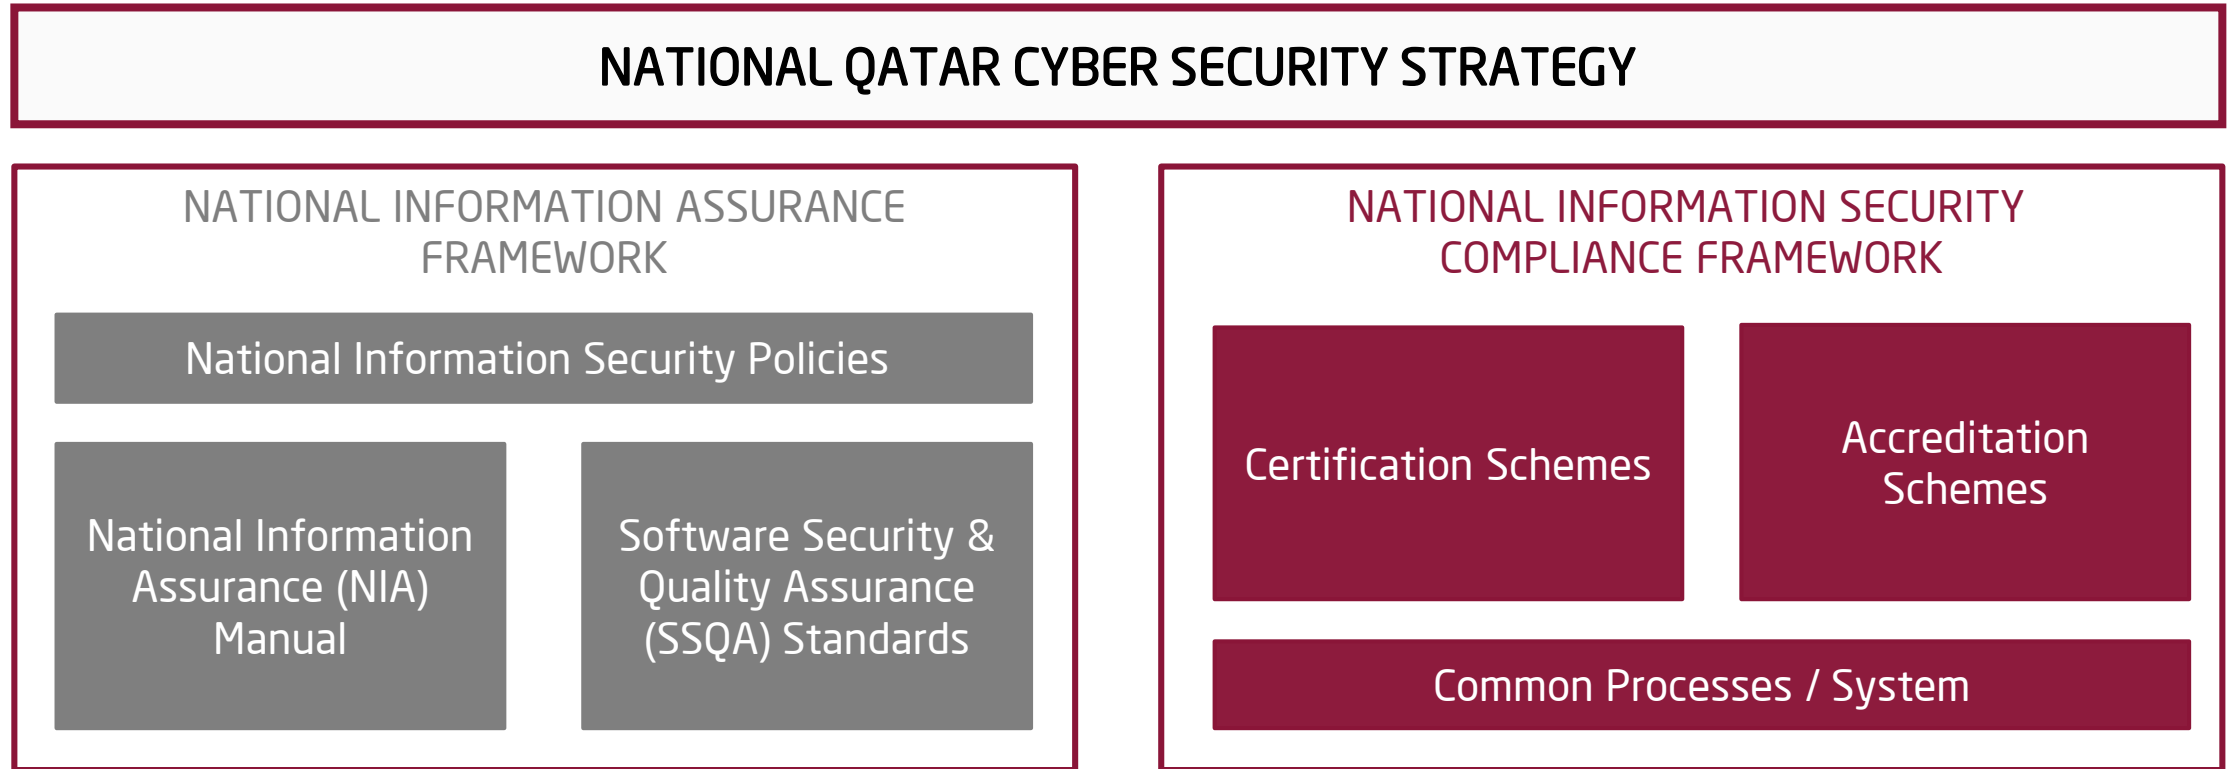 NATIONAL QATAR CYBER SECURITY STRATEGY
NATIONAL INFORMATION ASSURANCE
FRAMEWORK
National Information Security Policies
National Information
Assurance (NIA)
Manual
Software Security &
Quality Assurance
(SSQA) Standards
NATIONAL INFORMATION SECURITY
COMPLIANCE FRAMEWORK
Certification Schemes
Accreditation
Schemes
Common Processes / System